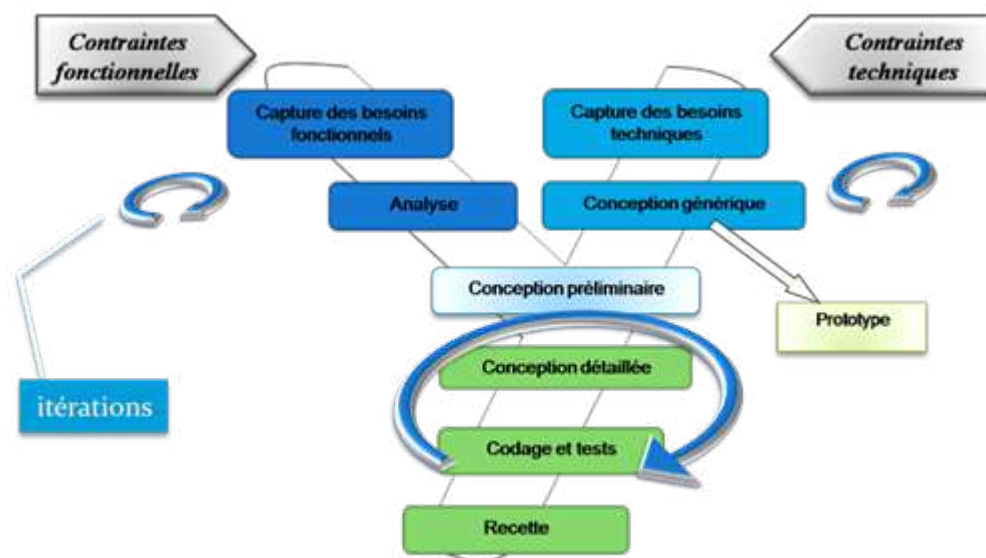 Contraintes
fonctionnelles
Contraintes
techniques
Capture des besoins
fonctionnels
Capture des besoins
techniques
Analyse
Conception générique
Conception préliminaire
Prototype
Conception détaillée
itérations
Codage et tests
Recette